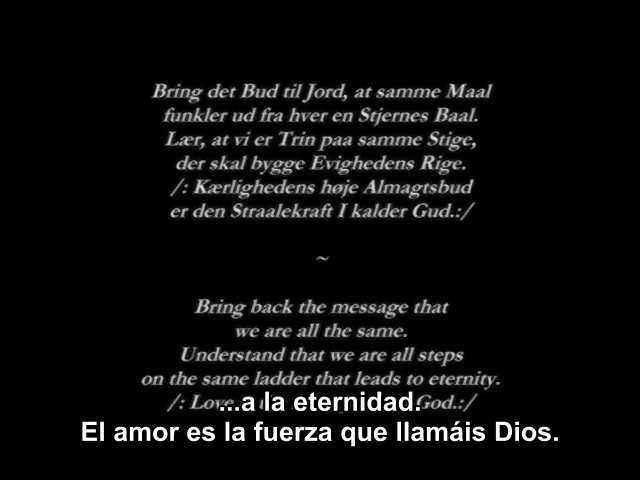 Bring det Bud til Jord, at samme Maal
funkler ud fra hver en Stjernes Baal.
Lær, at vi er Trin paa samme Stige,
der skal bygge Evighedens Rige.
/: Kærlighedens høje Almagtsbud
er den Straalekraft I kalder Gud.:/
~
Bring back the message that
we are all the same.
Understand that we are all steps
on the same ladder that leads to eternity.
/: Love God.:/
...a la eternidad.
El amor es la fuerza que llamáis Dios.